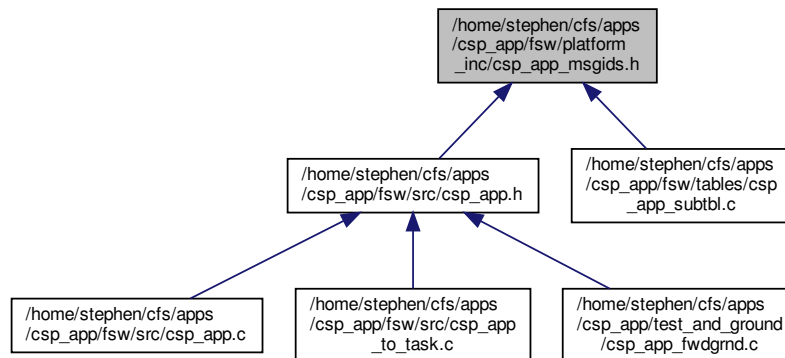 /home/stephen/cfs/apps
/csp_app/fsw/platform
_inc/csp_app_msgids.h
/home/stephen/cfs/apps
/csp_app/fsw/src/csp_app.h
/home/stephen/cfs/apps
/csp_app/fsw/tables/csp
_app_subtbl.c
/home/stephen/cfs/apps
/csp_app/fsw/src/csp_app.c
/home/stephen/cfs/apps
/csp_app/fsw/src/csp_app
_to_task.c
/home/stephen/cfs/apps
/csp_app/test_and_ground
/csp_app_fwdgrnd.c